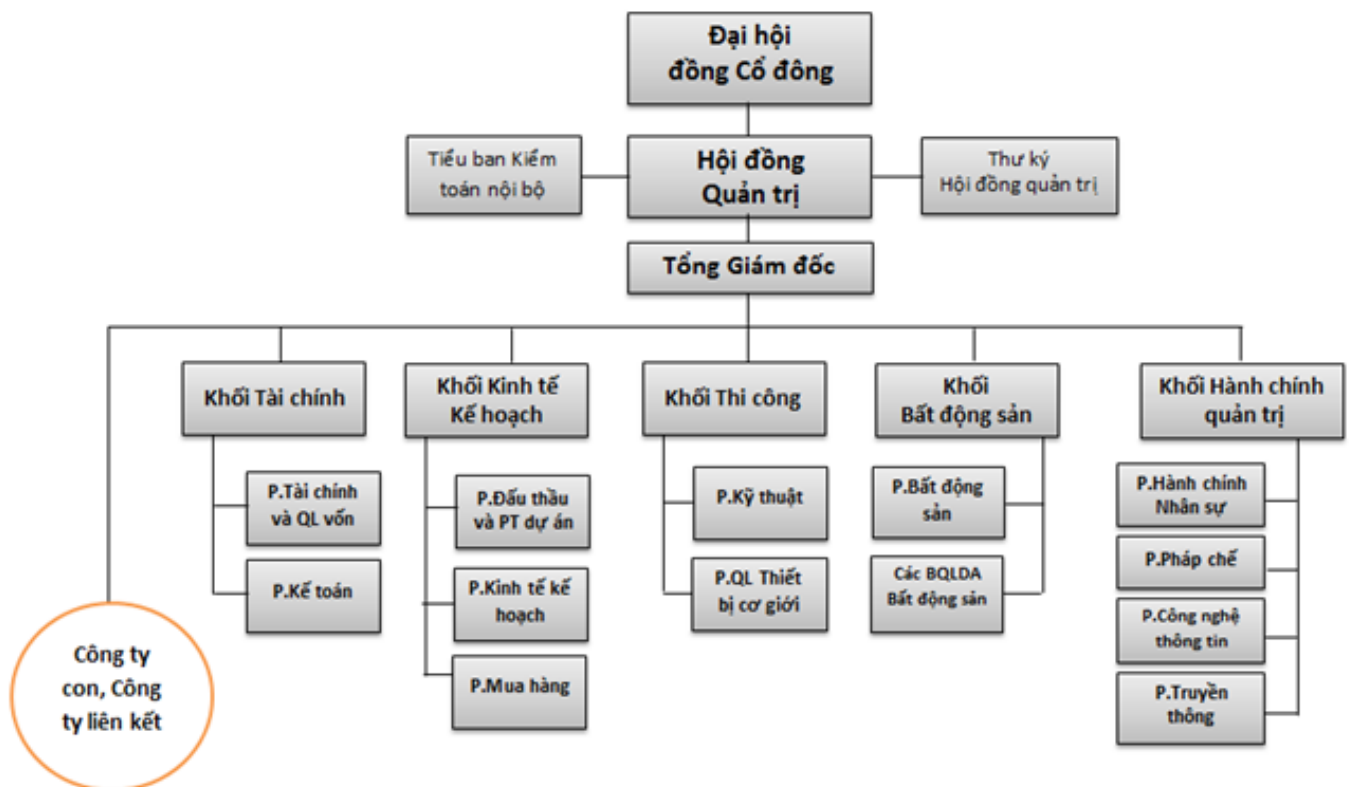 Đại hội
đồng Cổ đông
Tiểu ban Kiểm
toán nội bộ
Hội đồng
Quản trị
Thư ký
Hội đồng quản trị
Tổng Giám đốc
Khối Tài chính
Khối Kinh tế
Kế hoạch
Khối Thi công
Khối
Bất động sản
Khối Hành chính
quản trị
P.Tài chính
và QL vốn
P.Kế toán
P.Đấu thầu
và PT dự án
P.Kinh tế kế
hoạch
P.Mua hàng
P.Kỹ thuật
P.QL Thiết
bị cơ giới
P.Bất động
sản
Các BQLDA
Bất động sản
P.Hành chính
Nhân sự
P.Pháp chế
P.Công nghệ
thông tin
P.Truyền
thông
Công ty
con, Công
ty liên kết